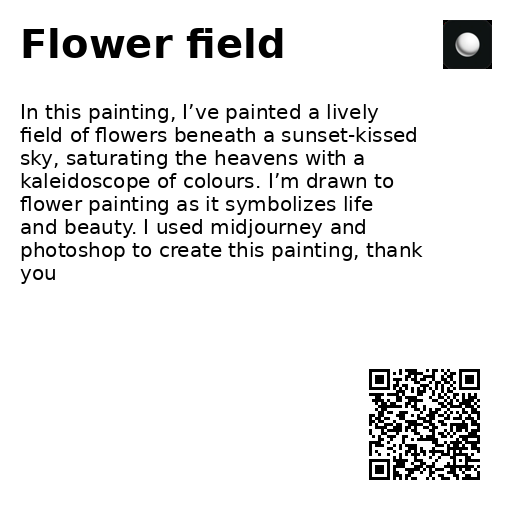 Flower field
In this painting, I’ve painted a lively
field of flowers beneath a sunset-kissed
sky, saturating the heavens with a
kaleidoscope of colours. I’m drawn to
flower painting as it symbolizes life
and beauty. I used midjourney and
photoshop to create this painting, thank
you